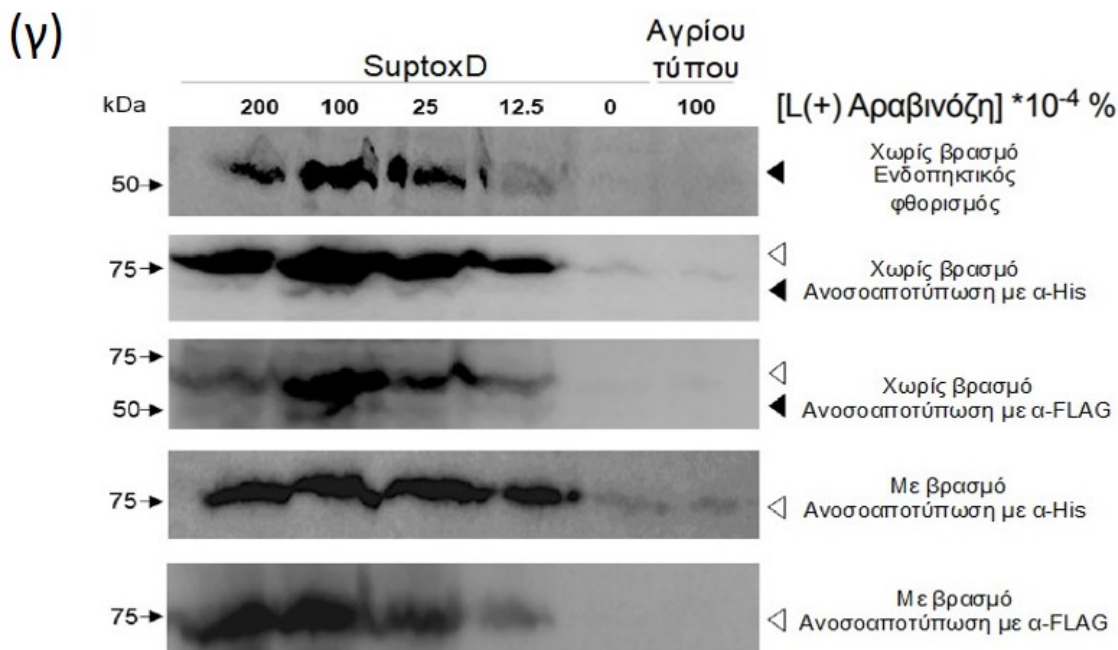 (γ)
SuptoxD
Αγρίου
τύπου
kDa 200 100 25 12.5 0 100 [L(+) Αραβινόζη] *10-4 %
50
Χωρίς βρασμό
Ενδοπηκτικός
φθορισμός
75
Χωρίς βρασμό
Ανοσοαποτύπωση με α-His
75
50
Χωρίς βρασμό
Ανοσοαποτύπωση με α-FLAG
75
Με βρασμό
Ανοσοαποτύπωση με α-His
75
Με βρασμό
Ανοσοαποτύπωση με α-FLAG